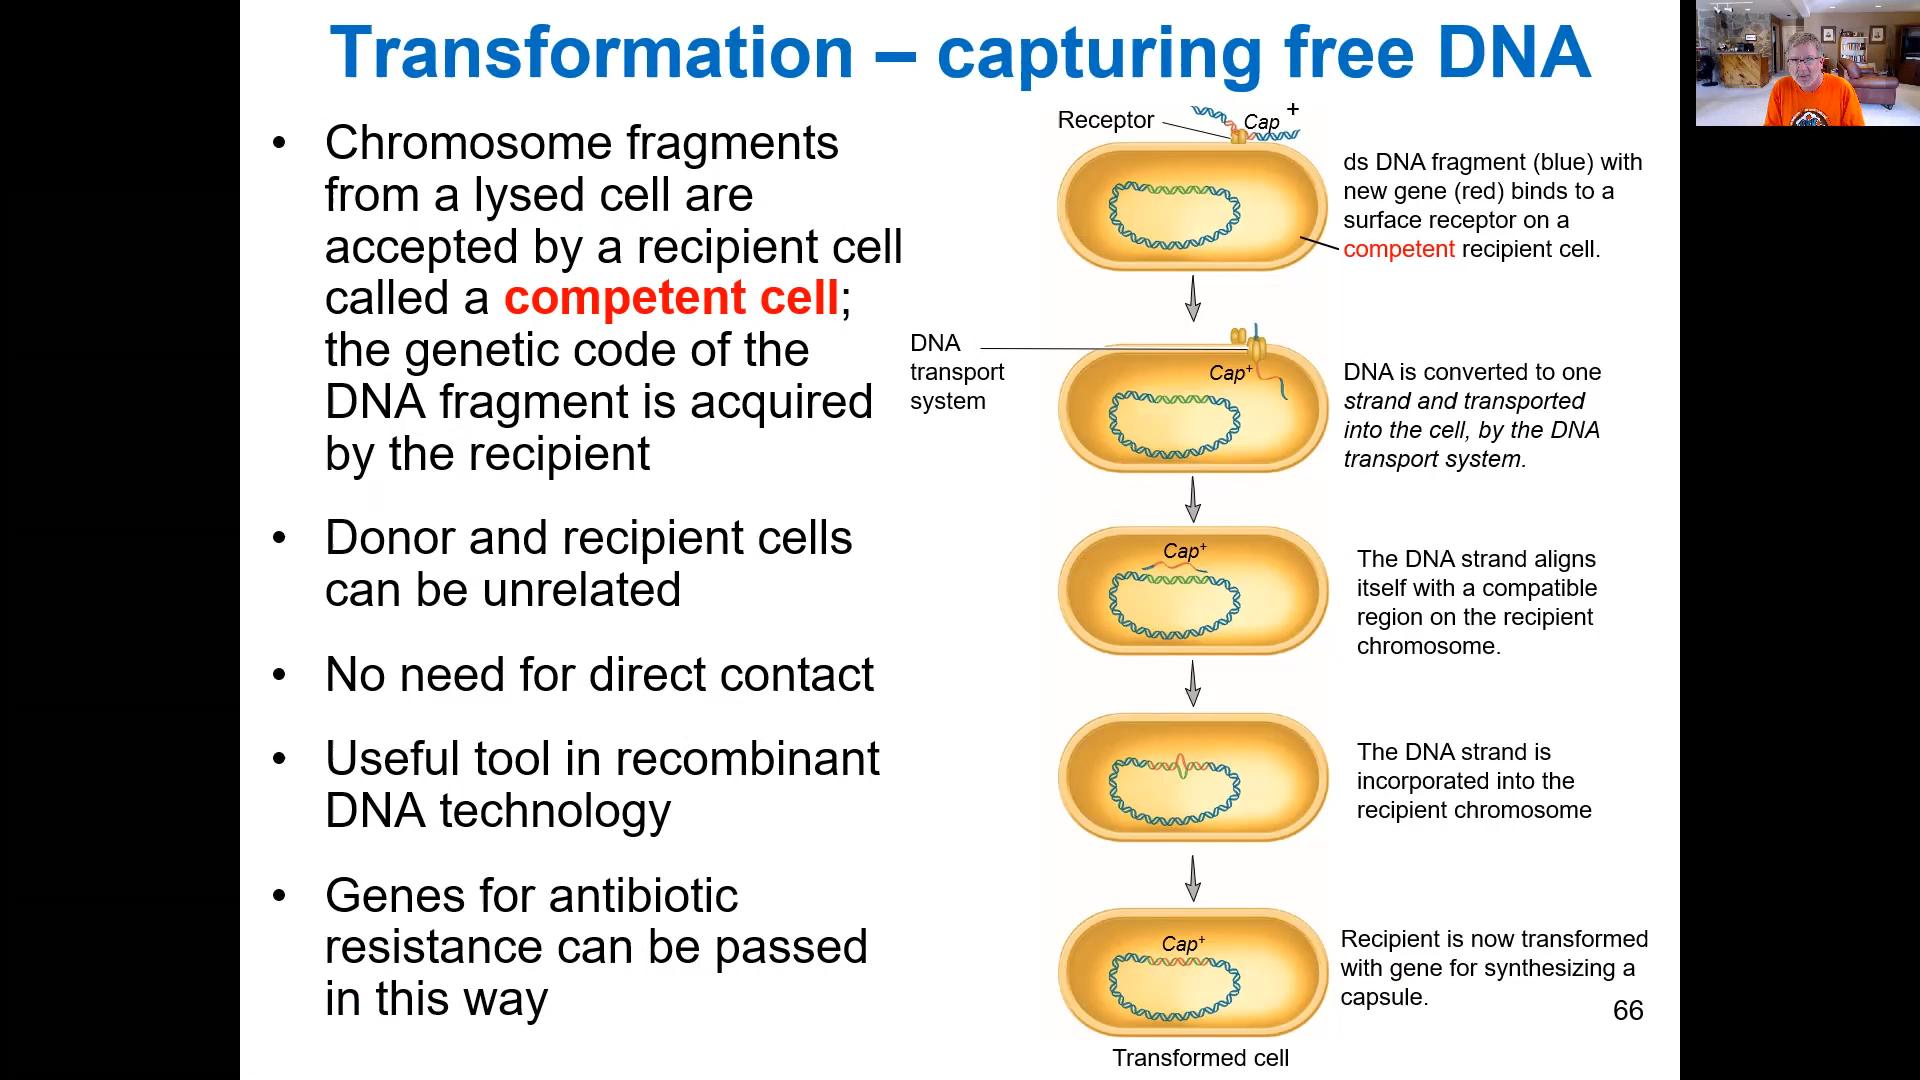 Transformation – capturing free DNA
• Chromosome fragments
from a lysed cell are
accepted by a recipient cell
called a competent cell;
the genetic code of the
DNA fragment is acquired
by the recipient
• Donor and recipient cells
can be unrelated
• No need for direct contact
• Useful tool in recombinant
DNA technology
• Genes for antibiotic
resistance can be passed
in this way
Receptor
Cap+
ds DNA fragment (blue) with
new gene (red) binds to a
surface receptor on a
competent recipient cell.
DNA
transport
system
Cap+
DNA is converted to one
strand and transported
into the cell, by the DNA
transport system.
Cap+
The DNA strand aligns
itself with a compatible
region on the recipient
chromosome.
The DNA strand is
incorporated into the
recipient chromosome
Cap+
Recipient is now transformed
with gene for synthesizing a
capsule.
Transformed cell
66